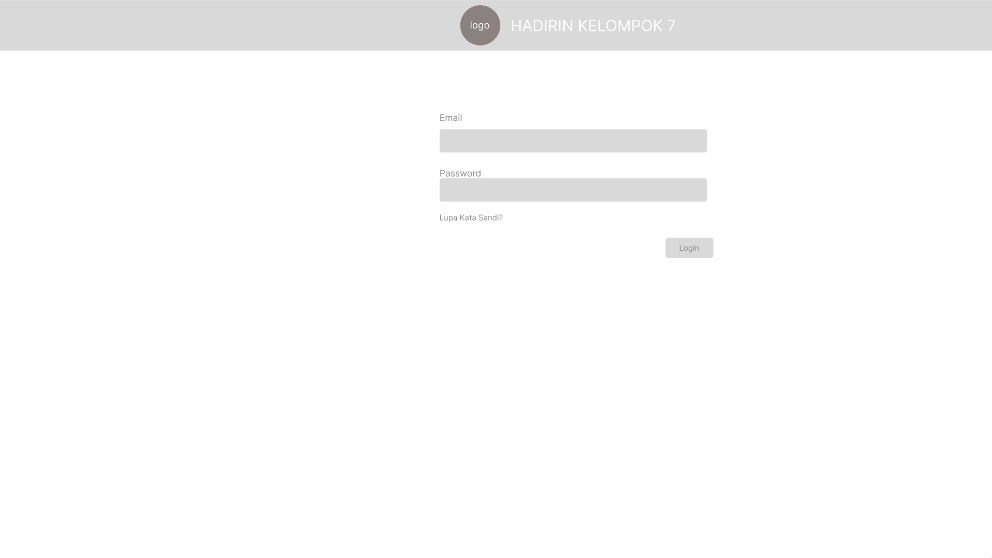 logo HADIRIN KELOMPOK 7
Email
Password
Lupa Kata Sandi?
Login